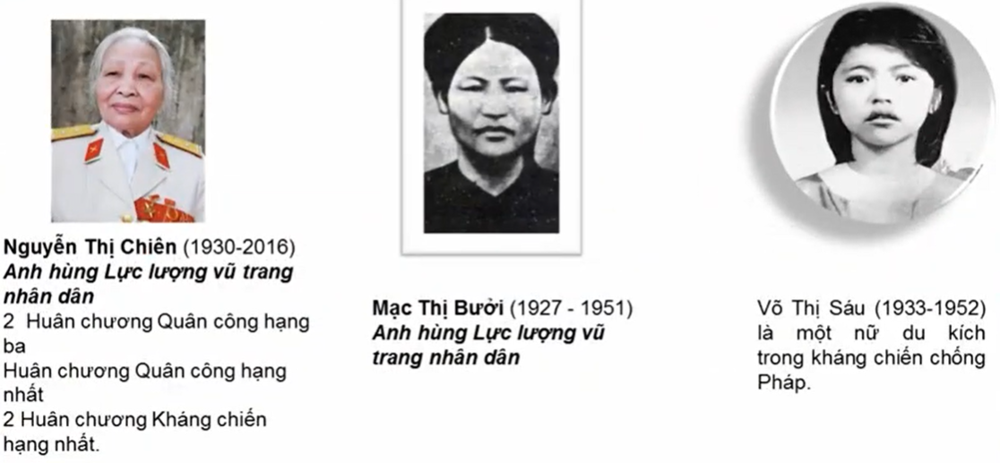 Nguyễn Thị Chiên (1930-2016)
Anh hùng Lực lượng vũ trang
nhân dân
2 Huân chương Quân công hạng
ba
Huân chương Quân công hạng
nhất
2 Huân chương Kháng chiến
hạng nhất.
Mạc Thị Bưởi (1927 - 1951)
Anh hùng Lực lượng vũ
trang nhân dân
Võ Thị Sáu (1933-1952)
là một nữ du kích
trong kháng chiến chống
Pháp.